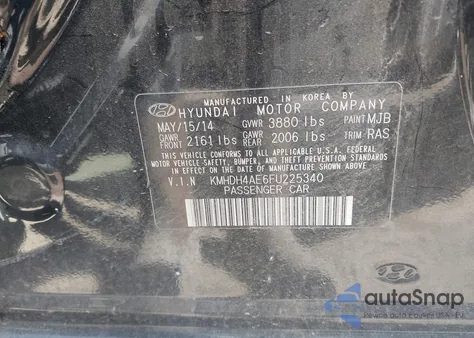 MANUFACTURED IN KOREA BY
HYUNDAI MOTOR COMPANY
MAY/15/14 GVWR 3880 lbs PAINT MJB
GAWR FRONT 2161 lbs GAWR REAR 2006 lbs TRIM RAS
THIS VEHICLE CONFORMS TO ALL APPLICABLE U.S.A. FEDERAL
MOTOR VEHICLE SAFETY, BUMPER, AND THEFT PREVENTION
STANDARDS IN EFFECT ON THE DATE OF MANUFACTURE SHOWN ABOVE.
V.I.N KMHDH4AE6FU225340
PASSENGER CAR
autoSnap